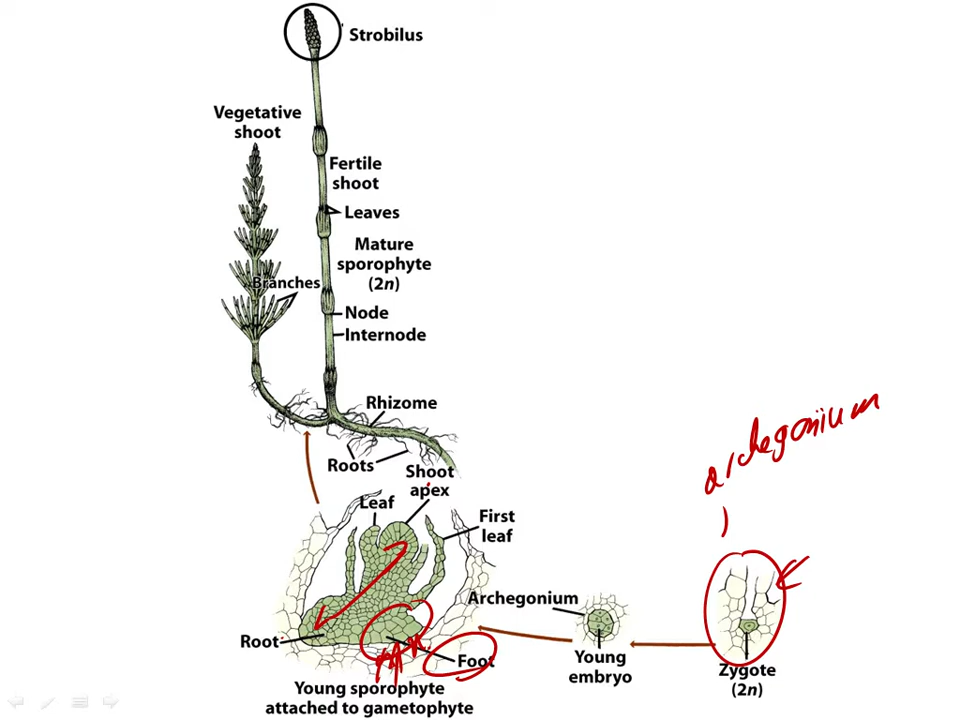 Strobilus
Vegetative
shoot
Fertile
shoot
Leaves
Mature
sporophyte
(2n)
Branches
Node
Internode
Rhizome
Roots
Shoot
apex
Leaf
First
leaf
archegonium
Archegonium
Root
Foot
Young
embryo
Zygote
(2n)
Young sporophyte
attached to gametophyte